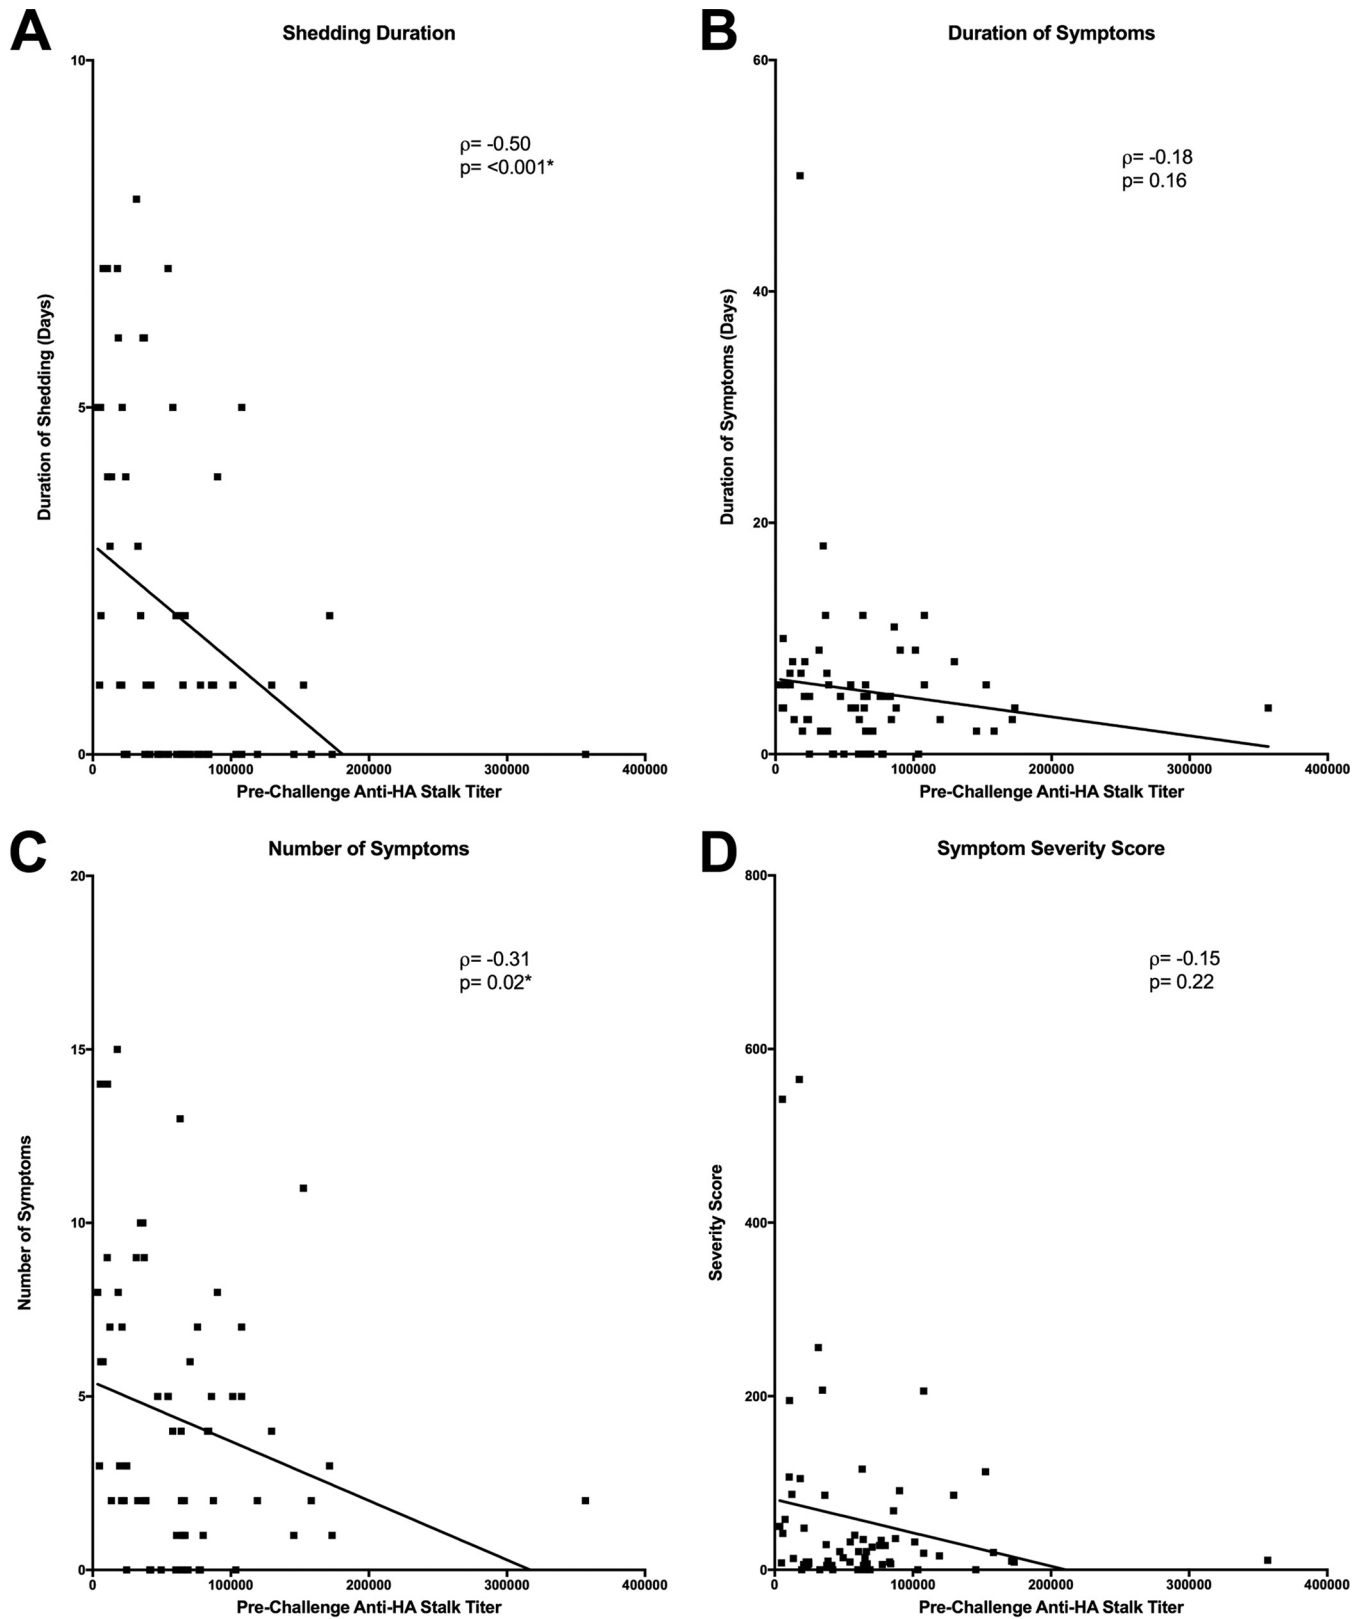 A
Shedding Duration
10
5
0
Duration of Shedding (Days)
ρ= -0.50
p= <0.001*
0 100000 200000 300000 400000
Pre-Challenge Anti-HA Stalk Titer
B
Duration of Symptoms
60
40
20
0
Duration of Symptoms (Days)
ρ= -0.18
p= 0.16
0 100000 200000 300000 400000
Pre-Challenge Anti-HA Stalk Titer
C
Number of Symptoms
20
15
10
5
0
Number of Symptoms
ρ= -0.31
p= 0.02*
0 100000 200000 300000 400000
Pre-Challenge Anti-HA Stalk Titer
D
Symptom Severity Score
800
600
400
200
0
Severity Score
ρ= -0.15
p= 0.22
0 100000 200000 300000 400000
Pre-Challenge Anti-HA Stalk Titer